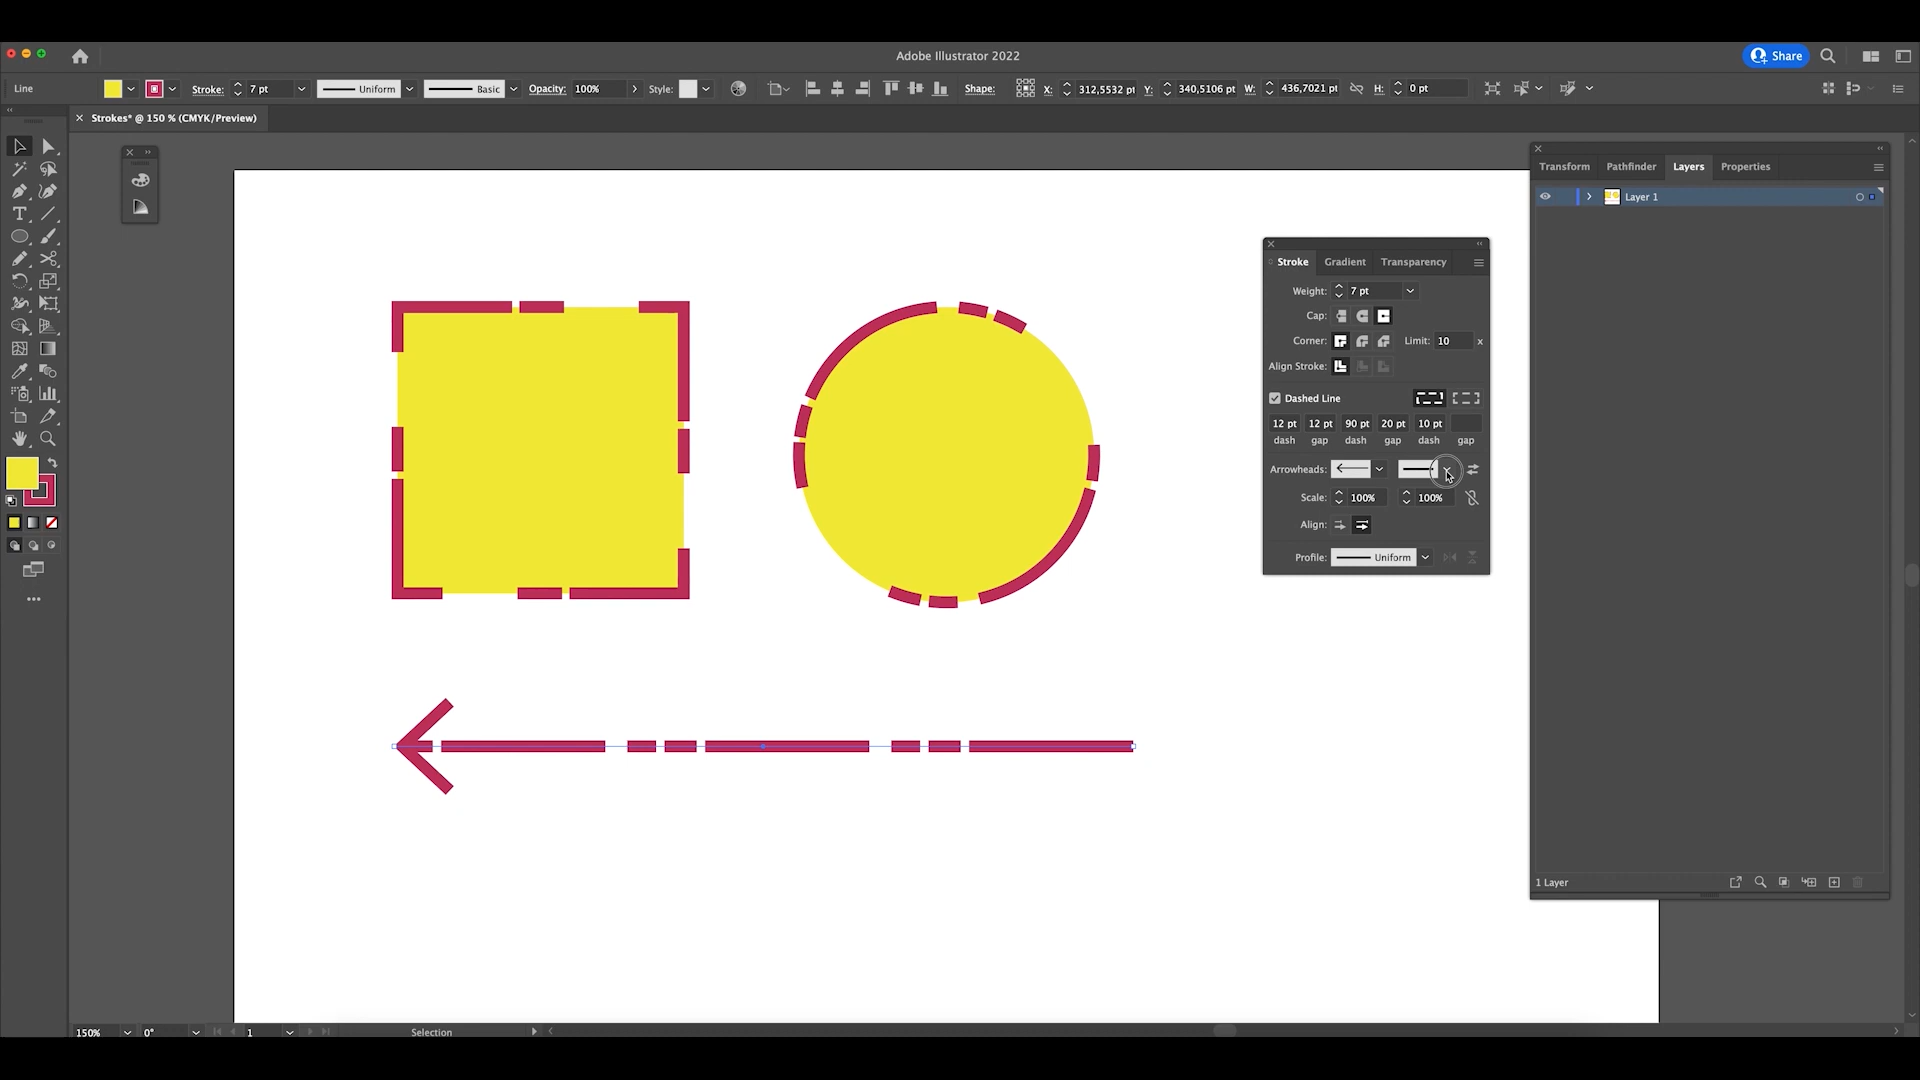 Adobe Illustrator 2022
Share
Line
Stroke:
7 pt
Uniform
Basic
Opacity:
100%
Style:
Shape:
X:
312,5532 pt
Y:
340,5106 pt
W:
436,7021 pt
H:
0 pt
Strokes* @ 150 % (CMYK/Preview)
Transform
Pathfinder
Layers
Properties
Layer 1
Stroke
Gradient
Transparency
Weight:
7 pt
Cap:
Corner:
Limit:
10
x
Align Stroke:
Dashed Line
12 pt
12 pt
90 pt
20 pt
10 pt
dash
gap
dash
gap
dash
gap
Arrowheads:
Scale:
100%
100%
Align:
Profile:
Uniform
1 Layer
150%
0°
1
Selection